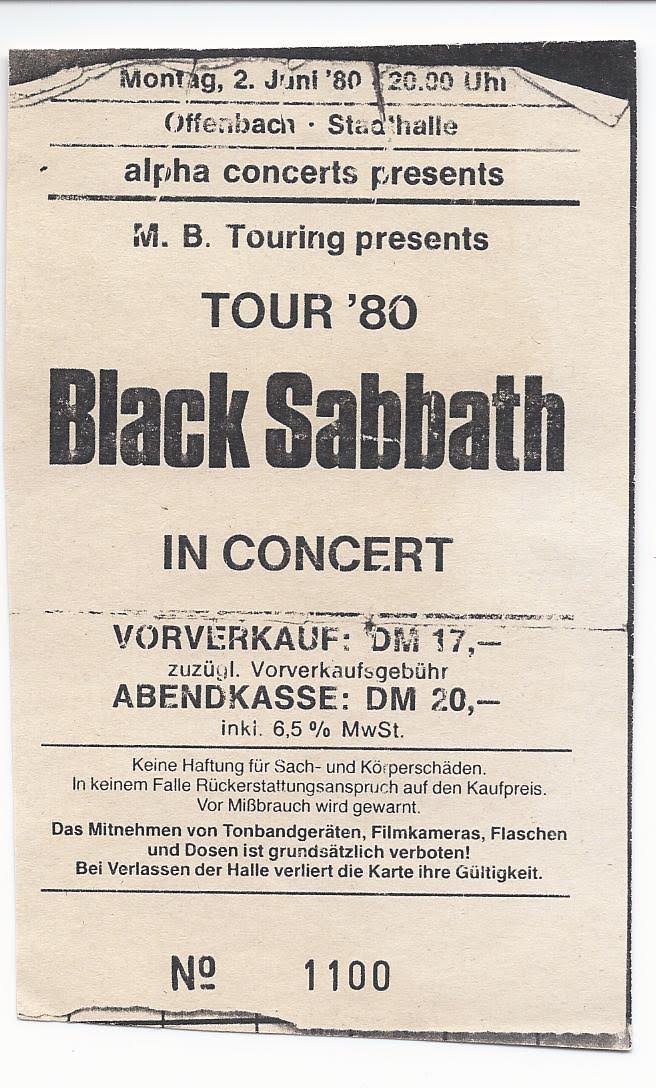 Montag, 2. Juni '80 20.00 Uhr
Offenbach · Stadthalle
alpha concerts presents
M. B. Touring presents
TOUR '80
Black Sabbath
IN CONCERT
VORVERKAUF: DM 17,—
zuzügl. Vorverkaufsgebühr
ABENDKASSE: DM 20,—
inkl. 6,5 % MwSt.
Keine Haftung für Sach- und Körperschäden.
In keinem Falle Rückerstattungsanspruch auf den Kaufpreis.
Vor Mißbrauch wird gewarnt.
Das Mitnehmen von Tonbandgeräten, Filmkameras, Flaschen
und Dosen ist grundsätzlich verboten!
Bei Verlassen der Halle verliert die Karte ihre Gültigkeit.
Nº 1100